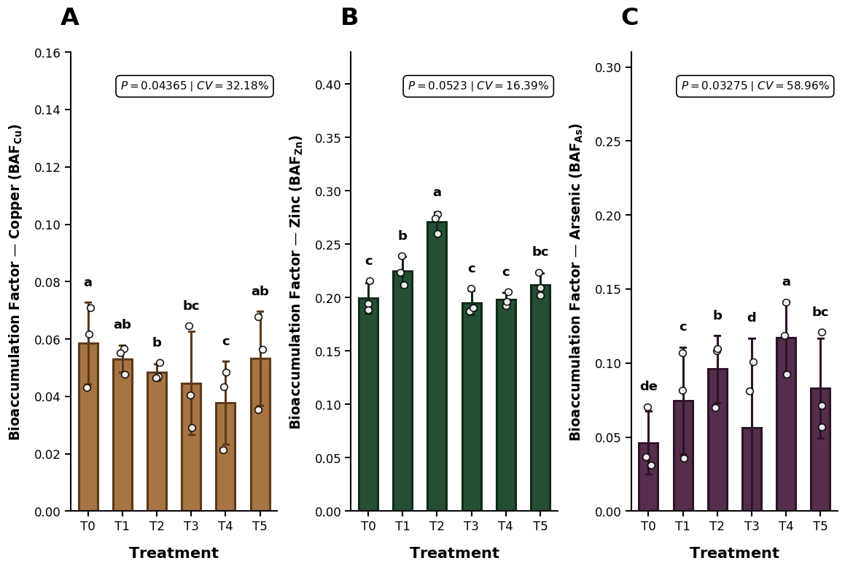 A
Bioaccumulation Factor — Copper (BAF_Cu)
0.16
0.14
0.12
0.10
0.08
0.06
0.04
0.02
0.00
P = 0.04365 | CV = 32.18%
a
ab
b
bc
c
ab
T0 T1 T2 T3 T4 T5
Treatment
B
Bioaccumulation Factor — Zinc (BAF_Zn)
0.40
0.35
0.30
0.25
0.20
0.15
0.10
0.05
0.00
P = 0.0523 | CV = 16.39%
c
b
a
c
c
bc
T0 T1 T2 T3 T4 T5
Treatment
C
Bioaccumulation Factor — Arsenic (BAF_As)
0.30
0.25
0.20
0.15
0.10
0.05
0.00
P = 0.03275 | CV = 58.96%
de
c
b
d
a
bc
T0 T1 T2 T3 T4 T5
Treatment